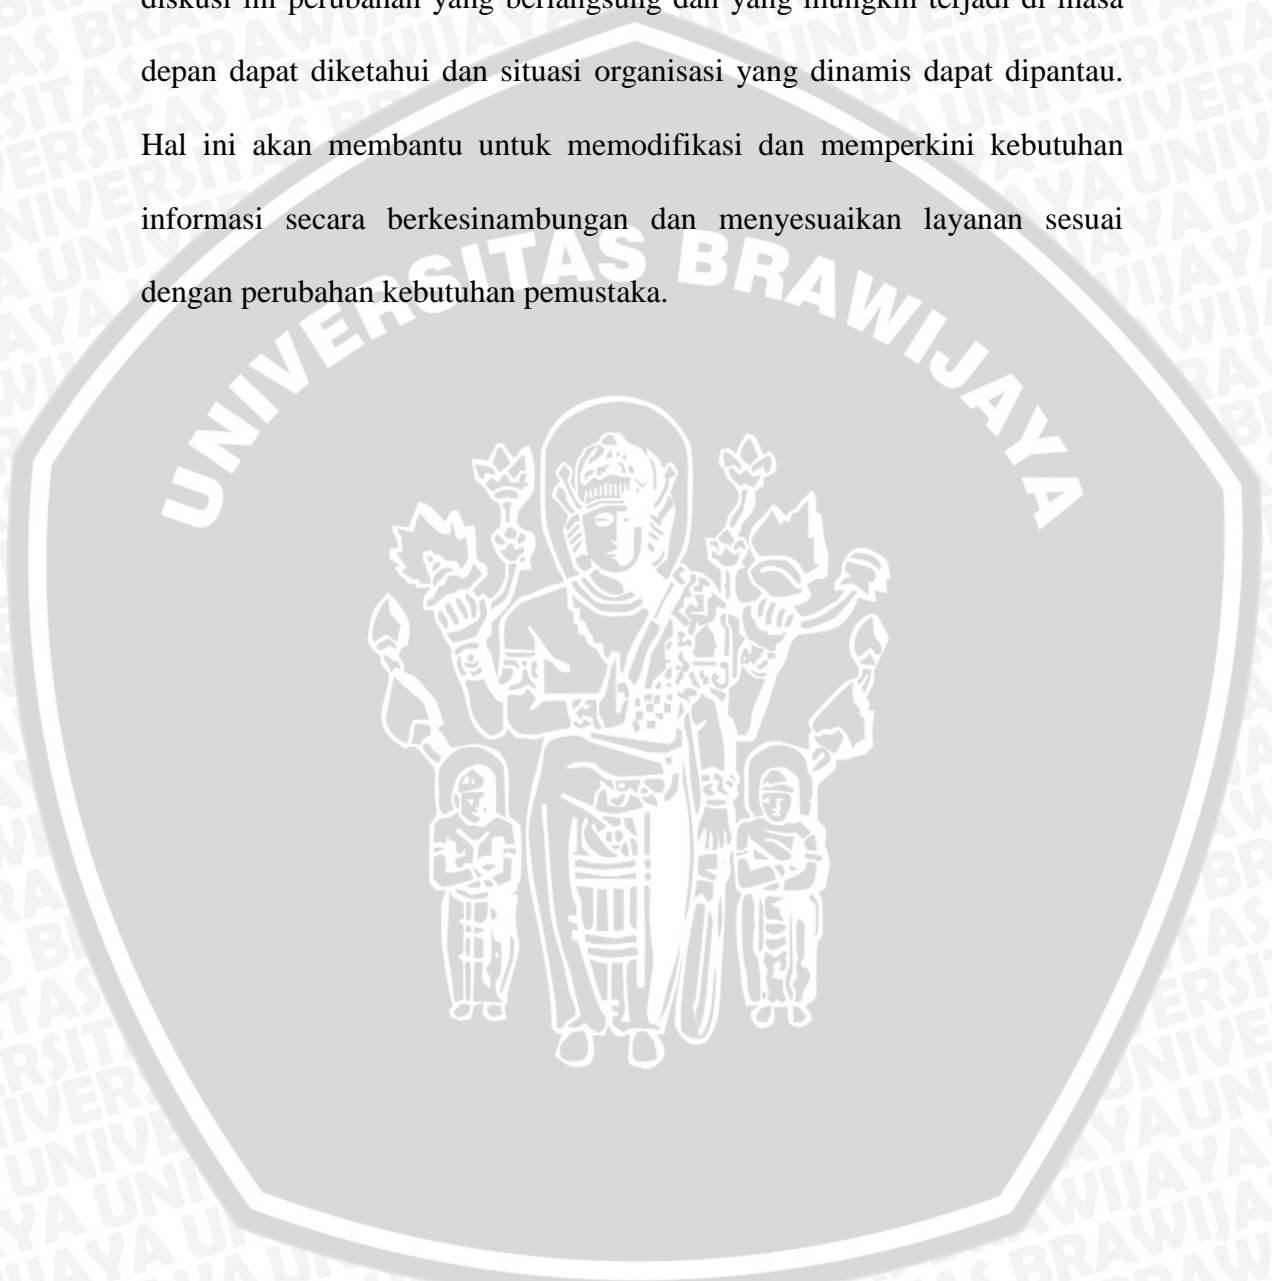 diskusi ini perubahan yang berlangsung dan yang mungkin terjadi di masa
depan dapat diketahui dan situasi organisasi yang dinamis dapat dipantau.
Hal ini akan membantu untuk memodifikasi dan memperkini kebutuhan
informasi secara berkesinambungan dan menyesuaikan layanan sesuai
dengan perubahan kebutuhan pemustaka.
UNIVERSITAS BRAWIJAYA